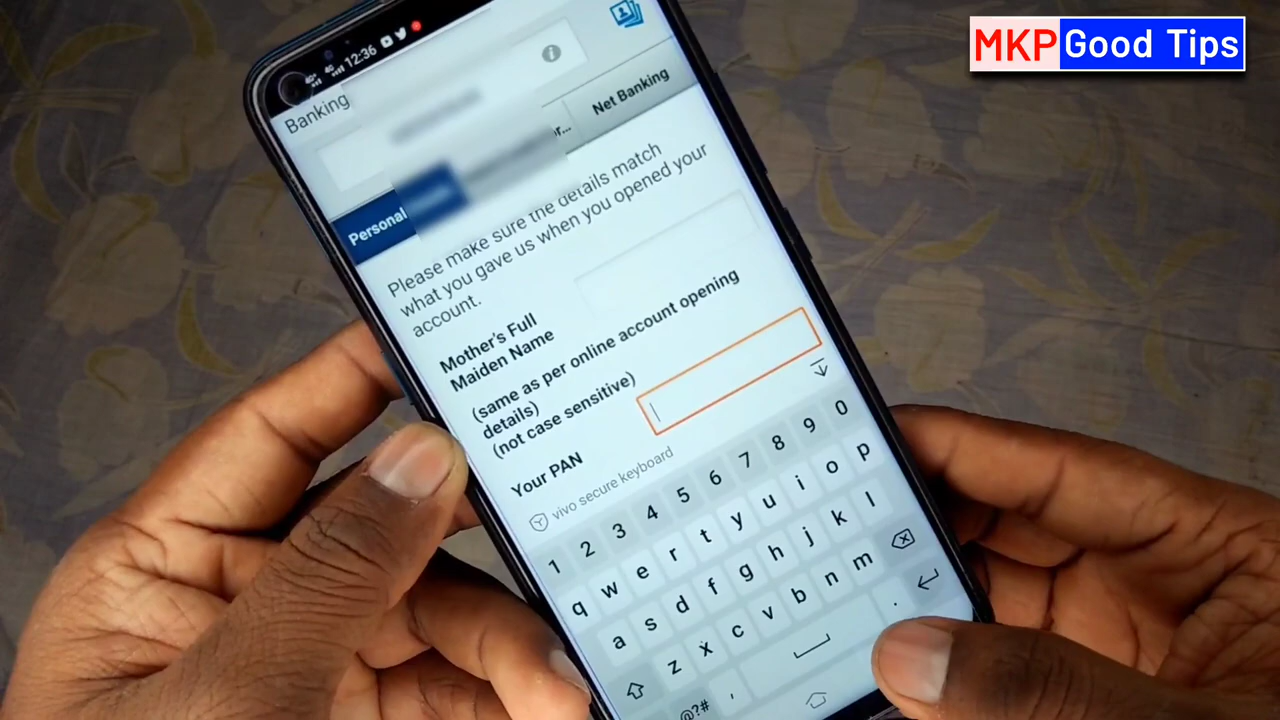 MKP Good Tips
12:36
Banking
r...
Net Banking
Personal
Please make sure the details match
what you gave us when you opened your
account.
Mother's Full
Maiden Name
(same as per online account opening
details)
(not case sensitive)
Your PAN
vivo secure keyboard
1 2 3 4 5 6 7 8 9 0
q w e r t y u i o p
a s d f g h j k l
z x c v b n m
@?# , .